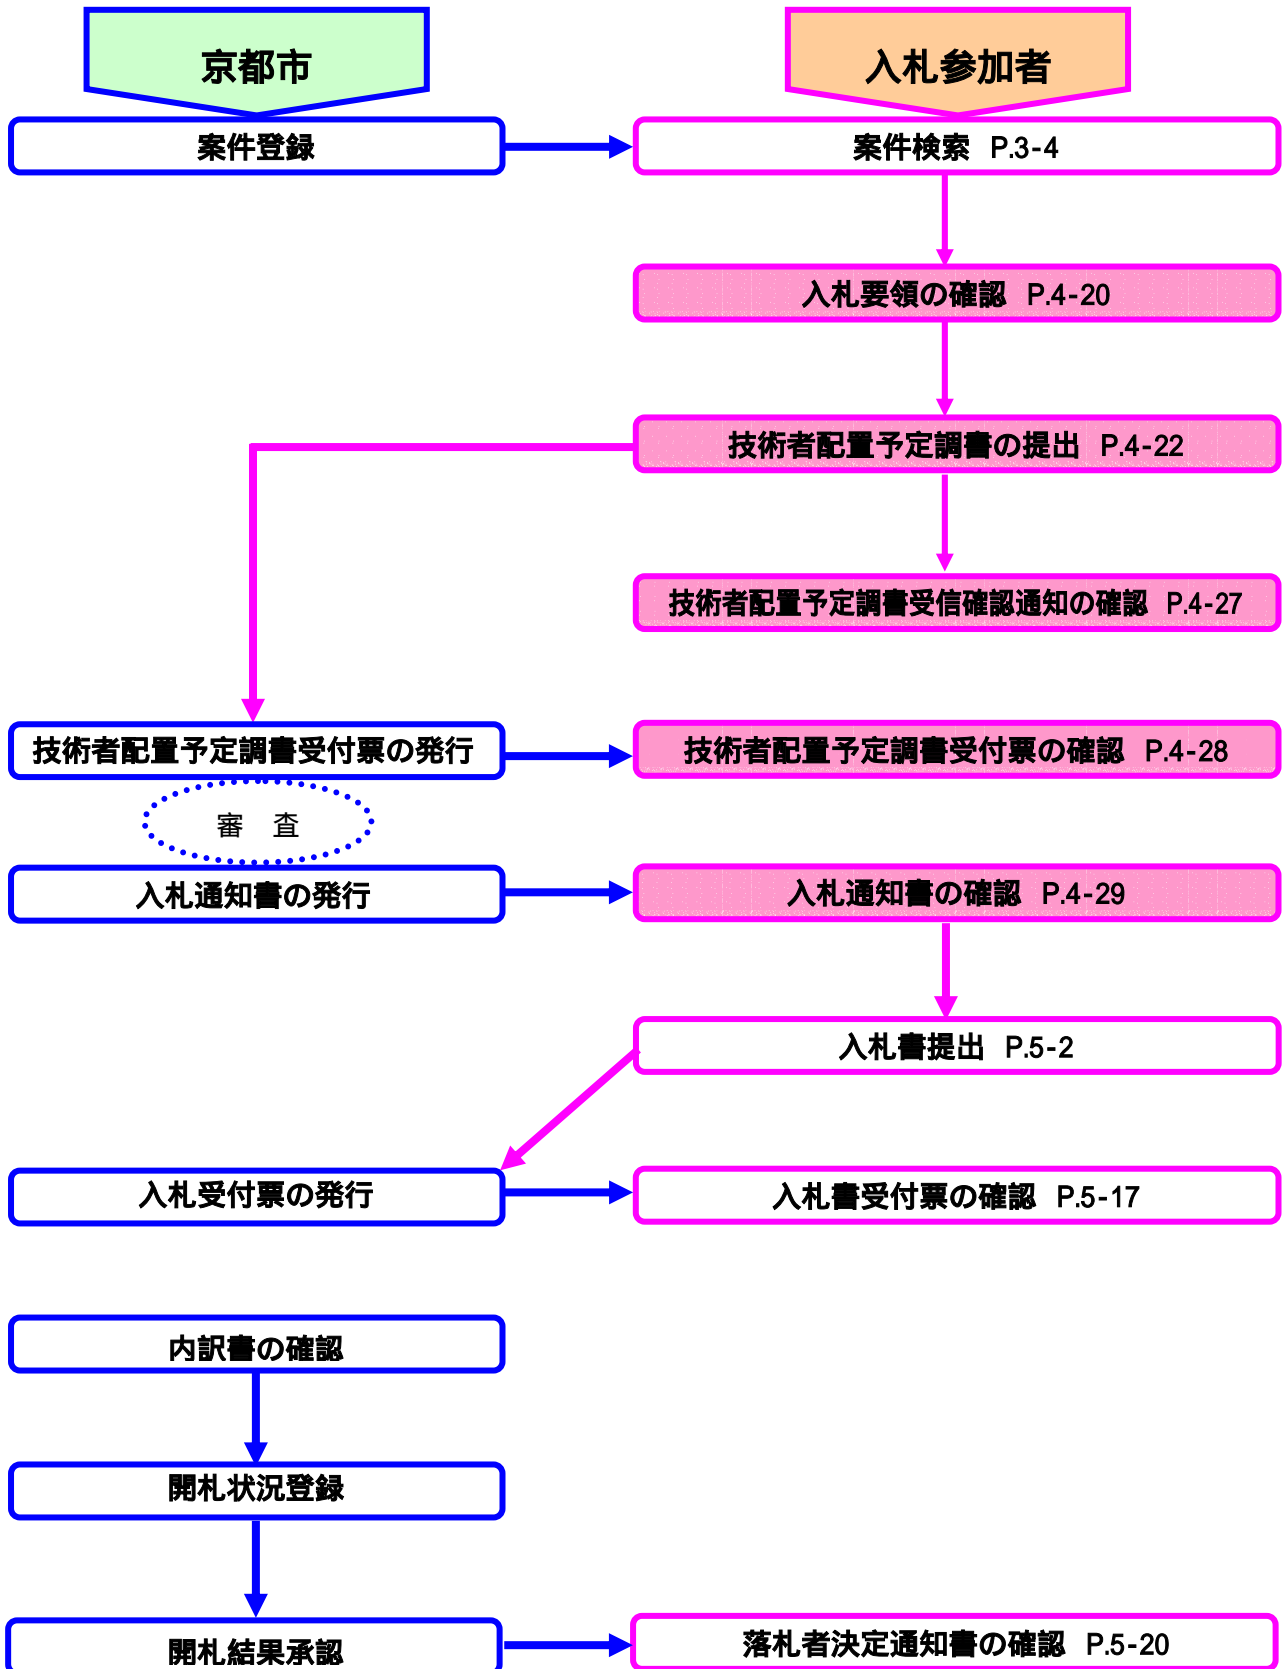 京都市
入札参加者
案件登録
案件検索 P.3-4
入札要領の確認 P.4-20
技術者配置予定調書の提出 P.4-22
技術者配置予定調書受信確認通知の確認 P.4-27
技術者配置予定調書受付票の発行
技術者配置予定調書受付票の確認 P.4-28
審 査
入札通知書の発行
入札通知書の確認 P.4-29
入札書提出 P.5-2
入札受付票の発行
入札書受付票の確認 P.5-17
内訳書の確認
開札状況登録
開札結果承認
落札者決定通知書の確認 P.5-20